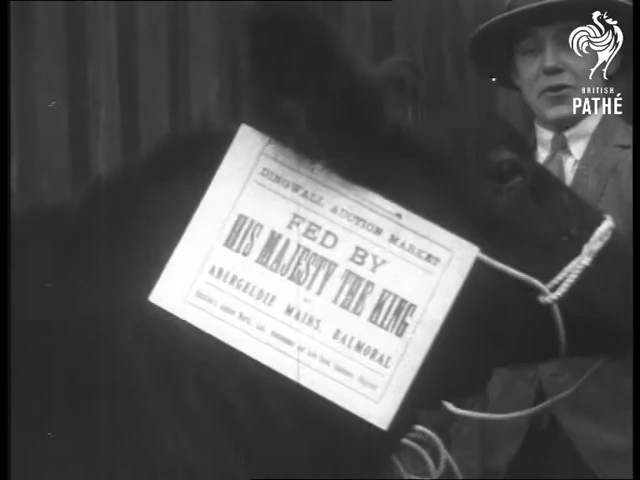 DINGWALL AUCTION MARKET
FED BY
HIS MAJESTY THE KING
AT
ABERGELDIE MAINS, BALMORAL
BRITISH
PATHÉ